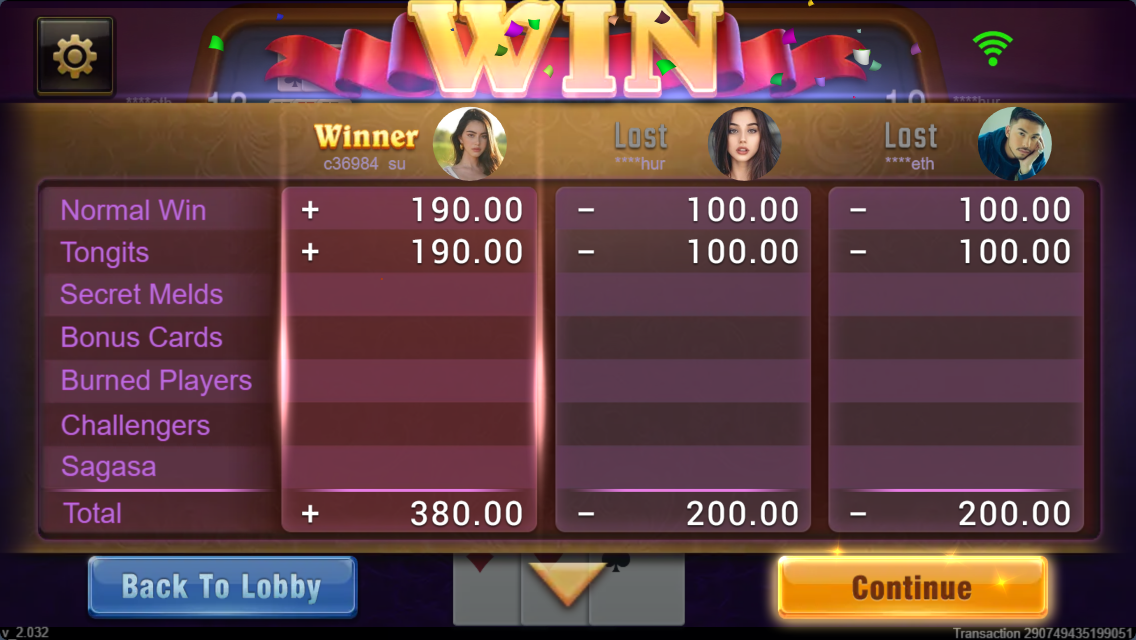 WIN
Winner Lost Lost
c36984_su ****hur ****eth
Normal Win + 190.00 − 100.00 − 100.00
Tongits + 190.00 − 100.00 − 100.00
Secret Melds
Bonus Cards
Burned Players
Challengers
Sagasa
Total + 380.00 − 200.00 − 200.00
Back To Lobby Continue
v_2.032 Transaction 290749435199051